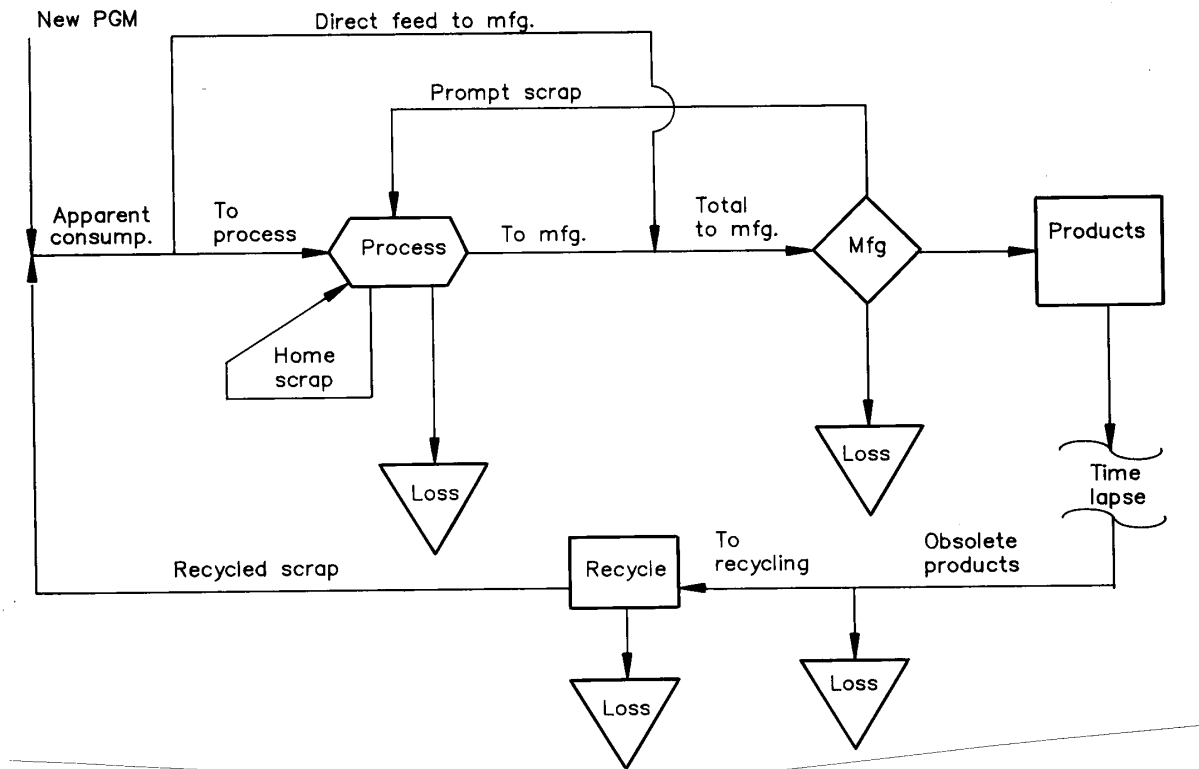 New PGM
Direct feed to mfg.
Prompt scrap
Apparent
consump.
To
process
Process
To mfg.
Total
to mfg.
Mfg
Products
Home
scrap
Loss
Loss
Time
lapse
Recycled scrap
Recycle
To
recycling
Obsolete
products
Loss
Loss